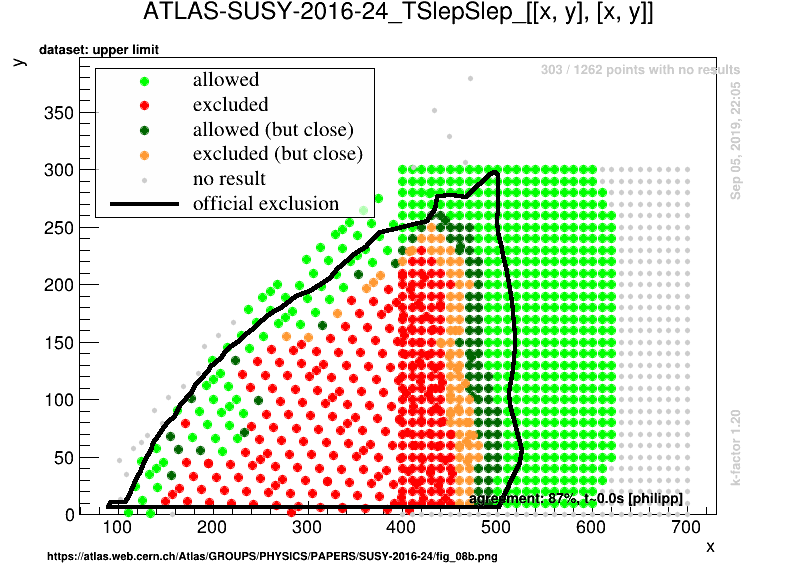 ATLAS-SUSY-2016-24_TSlepSlep_[[x, y], [x, y]]
dataset: upper limit
y
303 / 1262 points with no results
allowed
excluded
allowed (but close)
excluded (but close)
no result
official exclusion
Sep 05, 2019, 22:05
k-factor 1.20
350
300
250
200
150
100
50
0
agreement: 87%, t~0.0s [philipp]
100 200 300 400 500 600 700
x
https://atlas.web.cern.ch/Atlas/GROUPS/PHYSICS/PAPERS/SUSY-2016-24/fig_08b.png